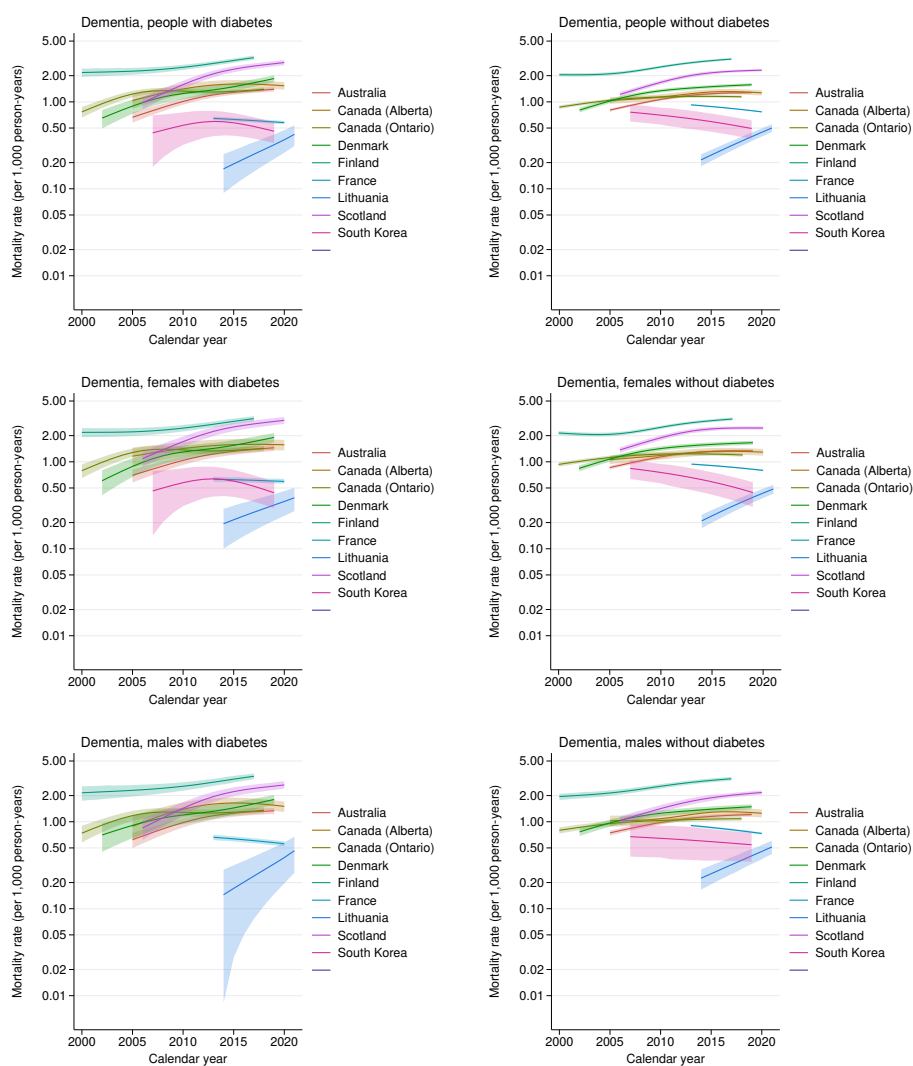 Dementia, people with diabetes
Mortality rate (per 1,000 person-years)
5.00
2.00
1.00
0.50
0.20
0.10
0.05
0.02
0.01
2000 2005 2010 2015 2020
Calendar year
Australia
Canada (Alberta)
Canada (Ontario)
Denmark
Finland
France
Lithuania
Scotland
South Korea
Dementia, people without diabetes
Mortality rate (per 1,000 person-years)
5.00
2.00
1.00
0.50
0.20
0.10
0.05
0.02
0.01
2000 2005 2010 2015 2020
Calendar year
Australia
Canada (Alberta)
Canada (Ontario)
Denmark
Finland
France
Lithuania
Scotland
South Korea
Dementia, females with diabetes
Mortality rate (per 1,000 person-years)
5.00
2.00
1.00
0.50
0.20
0.10
0.05
0.02
0.01
2000 2005 2010 2015 2020
Calendar year
Australia
Canada (Alberta)
Canada (Ontario)
Denmark
Finland
France
Lithuania
Scotland
South Korea
Dementia, females without diabetes
Mortality rate (per 1,000 person-years)
5.00
2.00
1.00
0.50
0.20
0.10
0.05
0.02
0.01
2000 2005 2010 2015 2020
Calendar year
Australia
Canada (Alberta)
Canada (Ontario)
Denmark
Finland
France
Lithuania
Scotland
South Korea
Dementia, males with diabetes
Mortality rate (per 1,000 person-years)
5.00
2.00
1.00
0.50
0.20
0.10
0.05
0.02
0.01
2000 2005 2010 2015 2020
Calendar year
Australia
Canada (Alberta)
Canada (Ontario)
Denmark
Finland
France
Lithuania
Scotland
South Korea
Dementia, males without diabetes
Mortality rate (per 1,000 person-years)
5.00
2.00
1.00
0.50
0.20
0.10
0.05
0.02
0.01
2000 2005 2010 2015 2020
Calendar year
Australia
Canada (Alberta)
Canada (Ontario)
Denmark
Finland
France
Lithuania
Scotland
South Korea